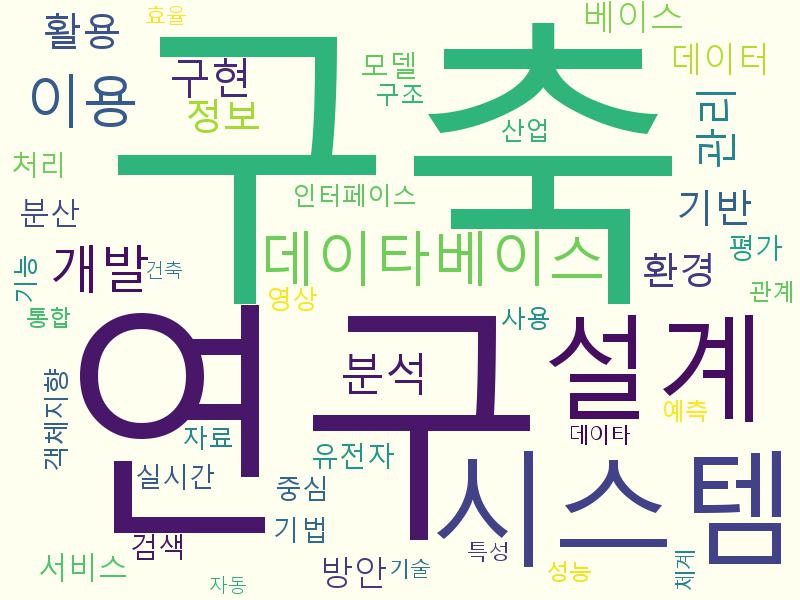 효율
활용
베이스
구축
구현
모델
데이터
이용
정보
구조
산업
관리
처리
인터페이스
분산
기반
데이타베이스
평가
개발
건축
환경
기능
영상
관계
통합
사용
연구
설계
분석
객체지향
예측
자료
데이타
유전자
실시간
중심
시스템
기법
검색
특성
서비스
방안
기술
성능
체계
자동